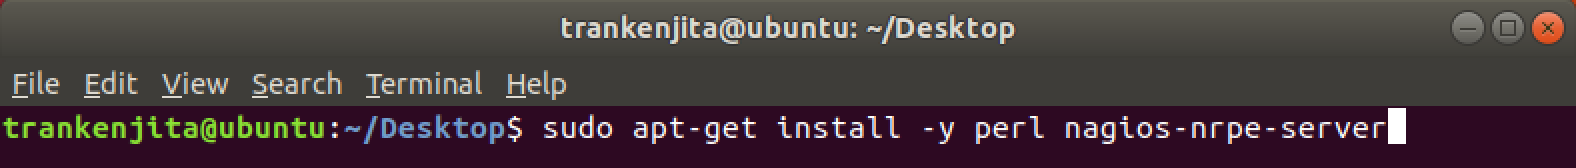 trankenjita@ubuntu: ~/Desktop
File Edit View Search Terminal Help
trankenjita@ubuntu:~/Desktop$ sudo apt-get install -y perl nagios-nrpe-server